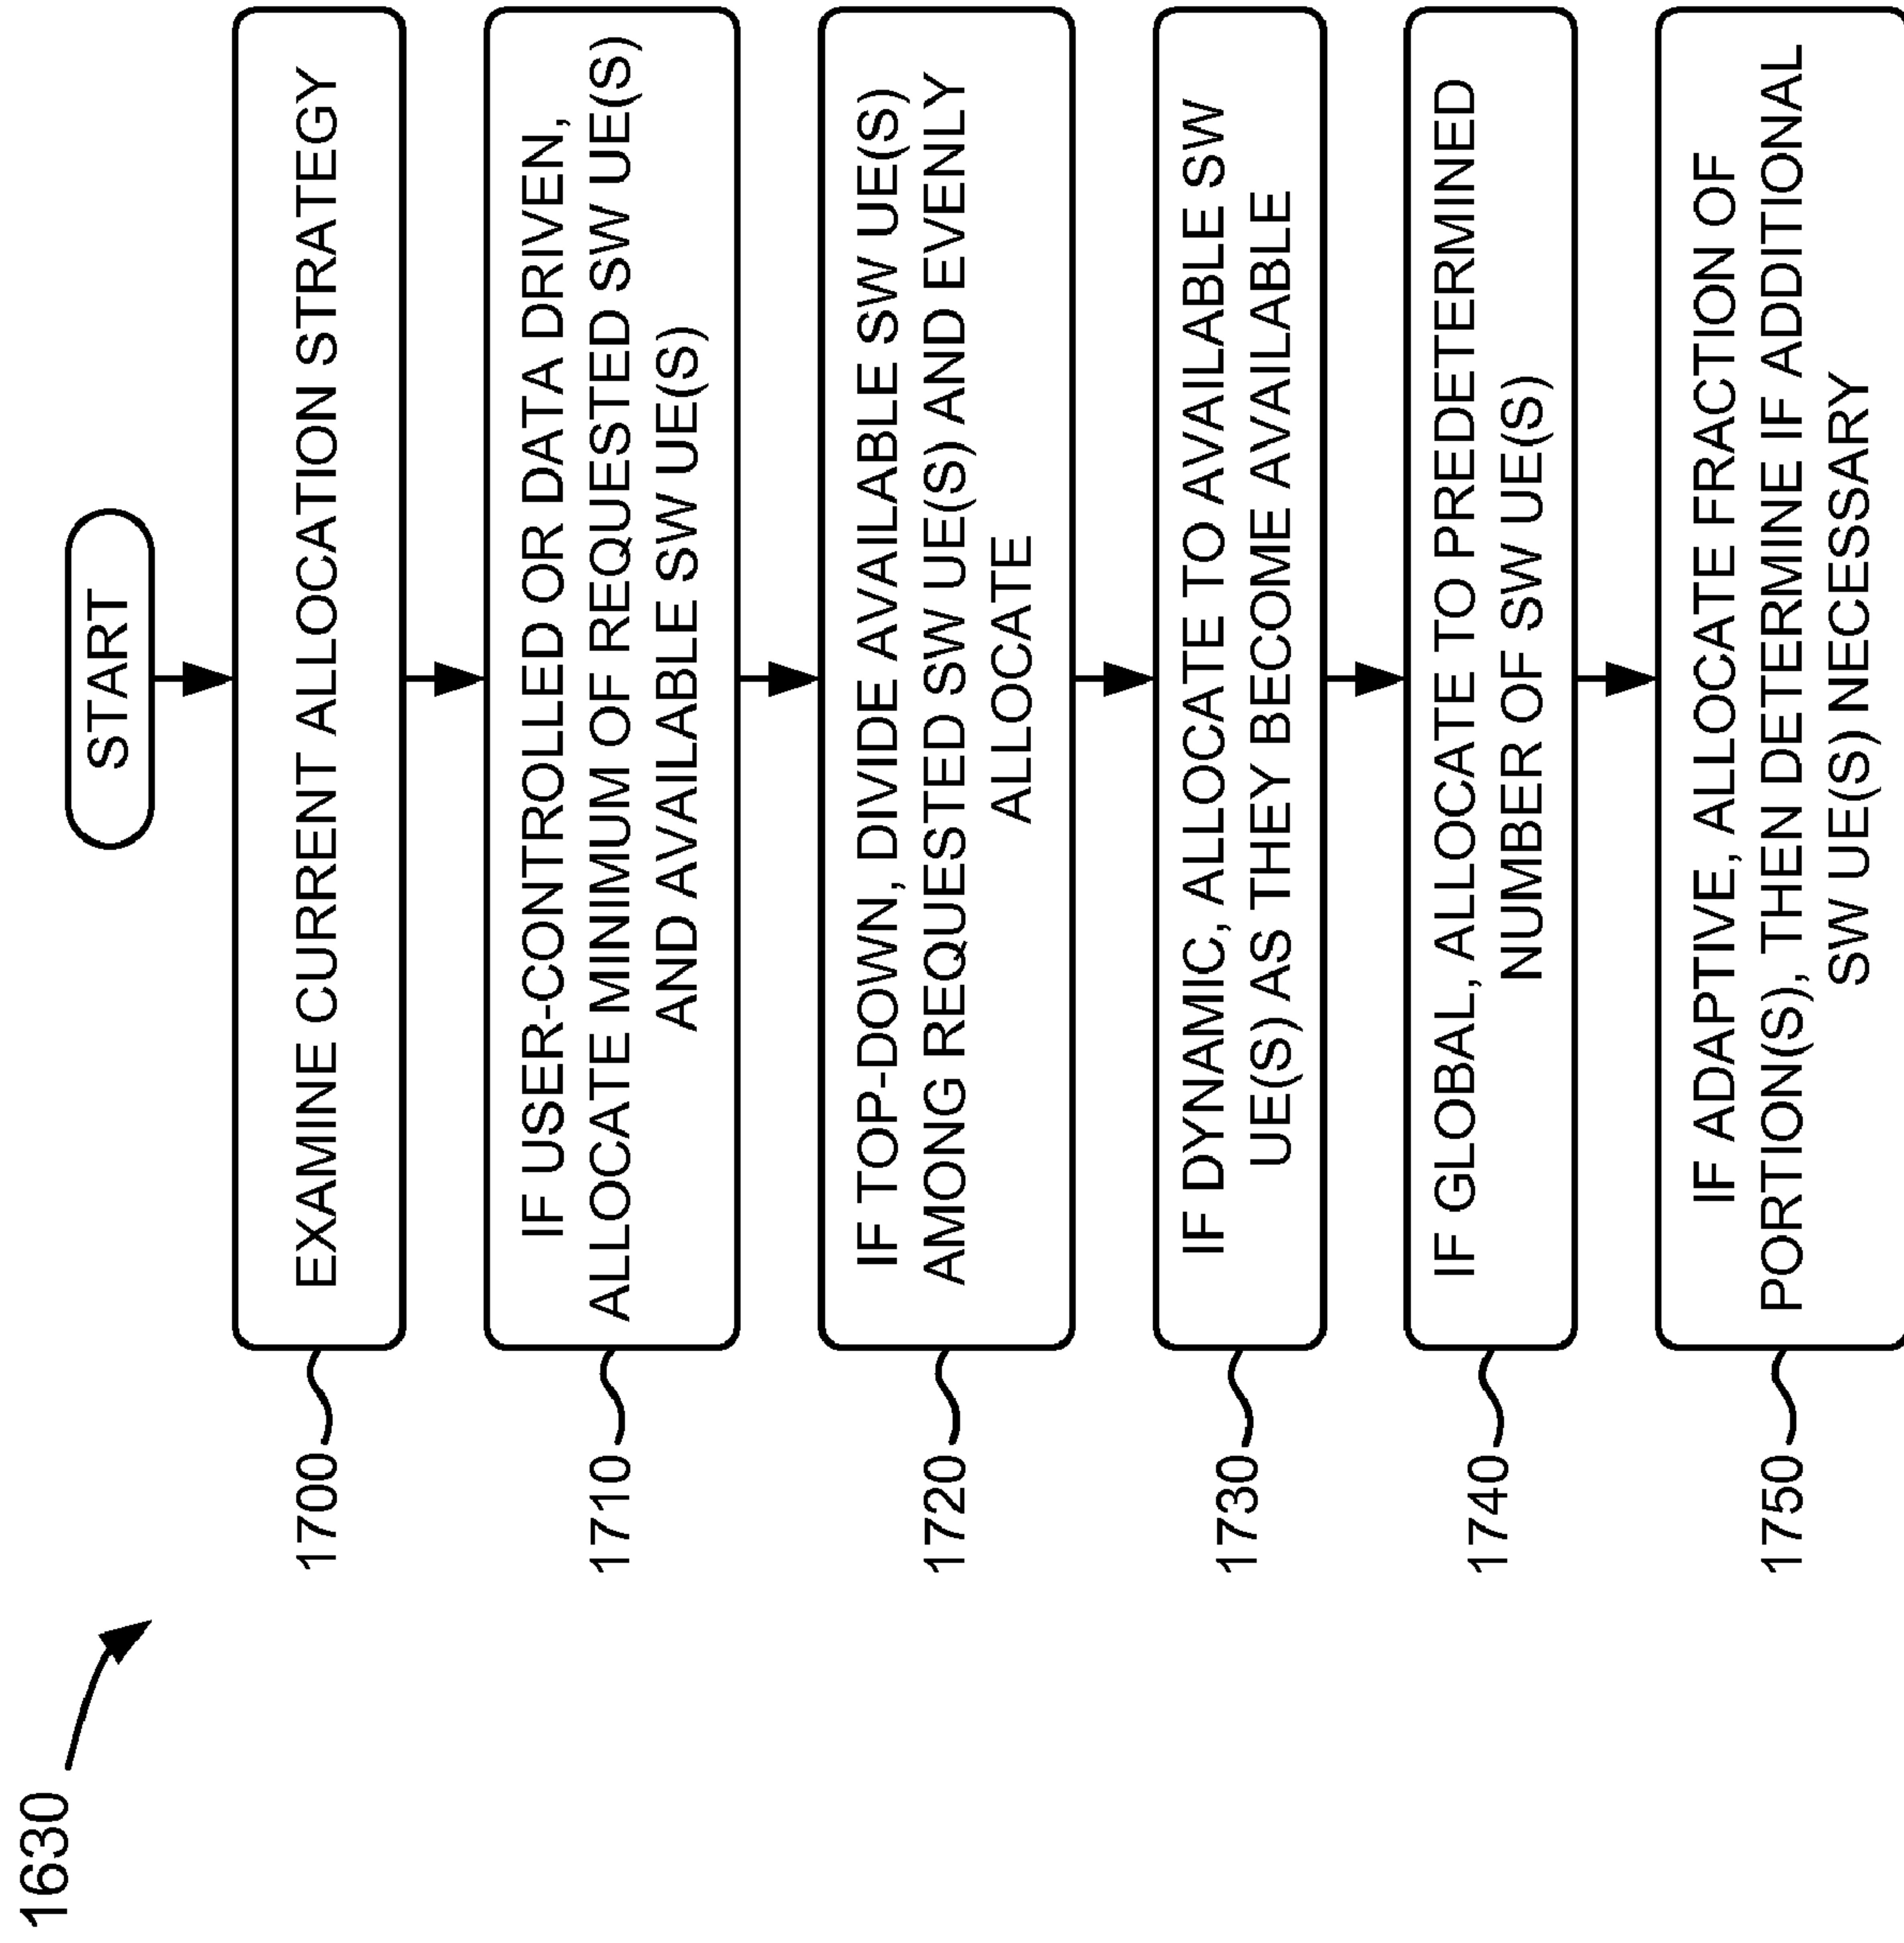 1630
START
1700
EXAMINE CURRENT ALLOCATION STRATEGY
1710
IF USER-CONTROLLED OR DATA DRIVEN,
ALLOCATE MINIMUM OF REQUESTED SW UE(S)
AND AVAILABLE SW UE(S)
1720
IF TOP-DOWN, DIVIDE AVAILABLE SW UE(S)
AMONG REQUESTED SW UE(S) AND EVENLY
ALLOCATE
1730
IF DYNAMIC, ALLOCATE TO AVAILABLE SW
UE(S) AS THEY BECOME AVAILABLE
1740
IF GLOBAL, ALLOCATE TO PREDETERMINED
NUMBER OF SW UE(S)
1750
IF ADAPTIVE, ALLOCATE FRACTION OF
PORTION(S), THEN DETERMINE IF ADDITIONAL
SW UE(S) NECESSARY